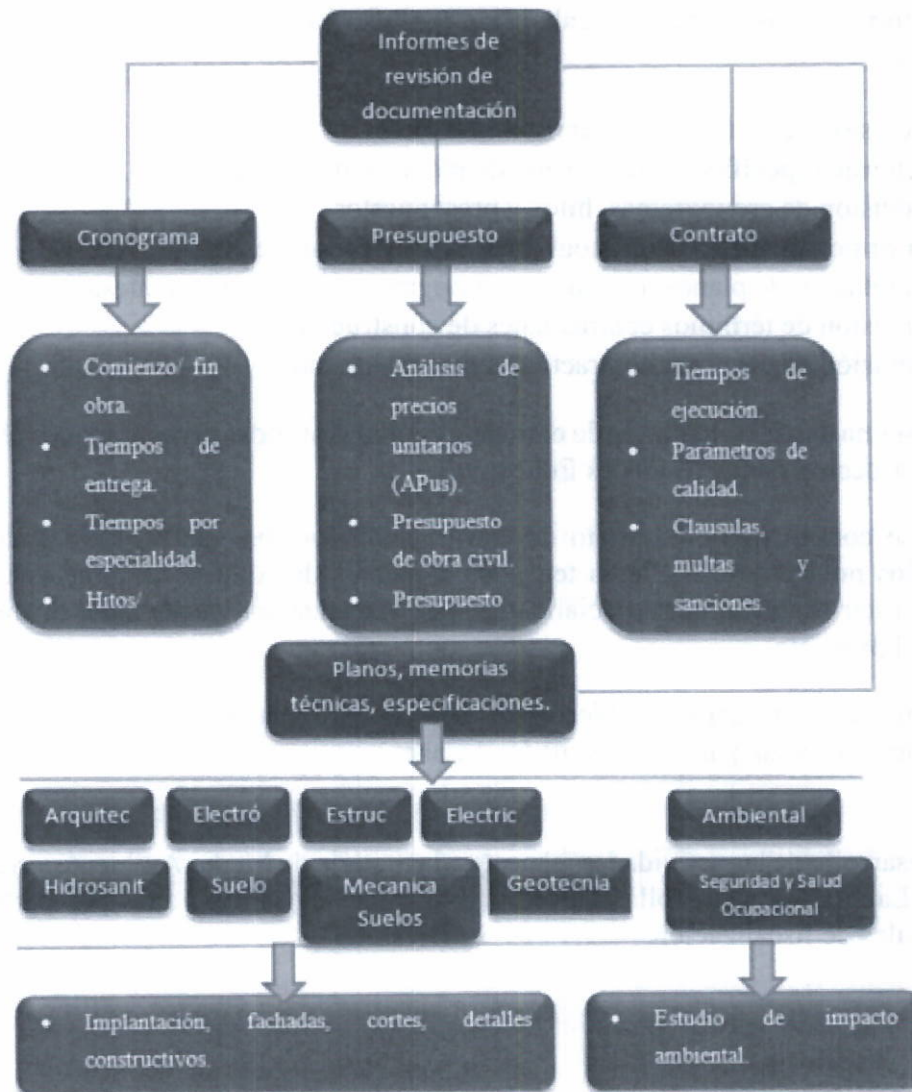 Informes de
revisión de
documentación
Cronograma
Presupuesto
Contrato
• Comienzo/ fin
obra.
• Tiempos de
entrega.
• Tiempos por
especialidad.
• Hitos/
• Análisis de
precios
unitarios
(APus).
• Presupuesto
de obra civil.
• Presupuesto
• Tiempos de
ejecución.
• Parámetros de
calidad.
• Clausulas,
multas y
sanciones.
Planos, memorias
técnicas, especificaciones.
Arquitec
Electró
Estruc
Electric
Ambiental
Hidrosanit
Suelo
Mecanica
Suelos
Geotecnia
Seguridad y Salud
Ocupacional
• Implantación, fachadas, cortes, detalles
constructivos.
• Estudio de impacto
ambiental.